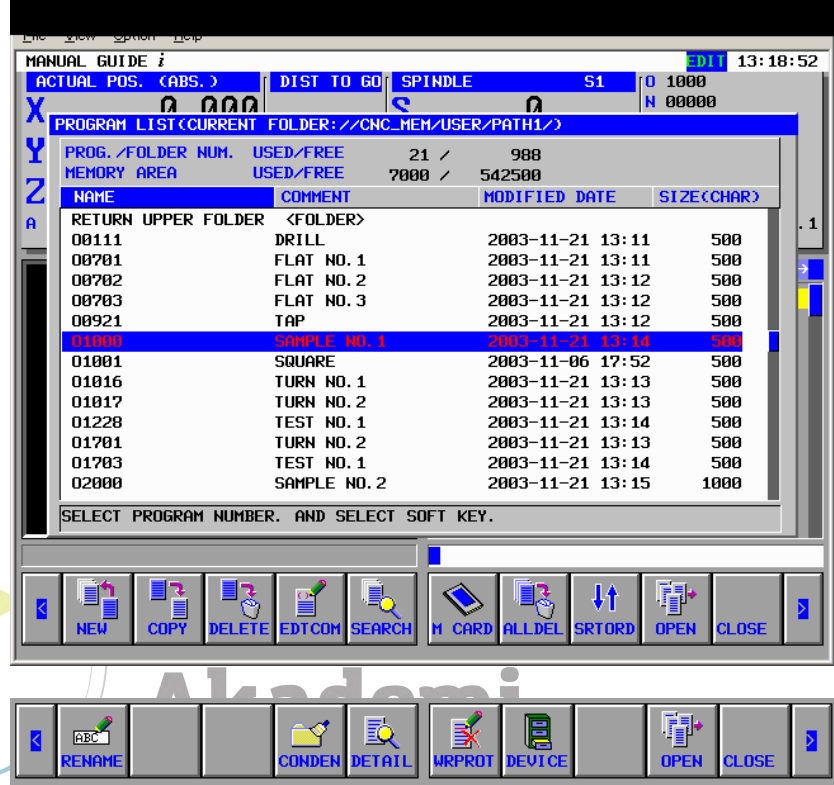 File View Option Help
MANUAL GUIDE i EDIT 13:18:52
ACTUAL POS. (ABS.) DIST TO GO SPINDLE S1 O 1000
X 0.000 S 0 N 00000
PROGRAM LIST(CURRENT FOLDER://CNC_MEM/USER/PATH1/)
Y
PROG./FOLDER NUM. USED/FREE 21 / 988
MEMORY AREA USED/FREE 7000 / 542500
Z
NAME COMMENT MODIFIED DATE SIZE(CHAR)
RETURN UPPER FOLDER <FOLDER>
A .1
O0111 DRILL 2003-11-21 13:11 500
O0701 FLAT NO.1 2003-11-21 13:11 500
O0702 FLAT NO.2 2003-11-21 13:12 500
O0703 FLAT NO.3 2003-11-21 13:12 500
O0921 TAP 2003-11-21 13:12 500
O1000 SAMPLE NO.1 2003-11-21 13:14 500
O1001 SQUARE 2003-11-06 17:52 500
O1016 TURN NO.1 2003-11-21 13:13 500
O1017 TURN NO.2 2003-11-21 13:13 500
O1228 TEST NO.1 2003-11-21 13:14 500
O1701 TURN NO.2 2003-11-21 13:13 500
O1703 TEST NO.1 2003-11-21 13:14 500
O2000 SAMPLE NO.2 2003-11-21 13:15 1000
SELECT PROGRAM NUMBER. AND SELECT SOFT KEY.
< NEW COPY DELETE EDTCOM SEARCH M CARD ALLDEL SRTORD OPEN CLOSE >
Akademi
ABC
< RENAME CONDEN DETAIL WRPROT DEVICE OPEN CLOSE >